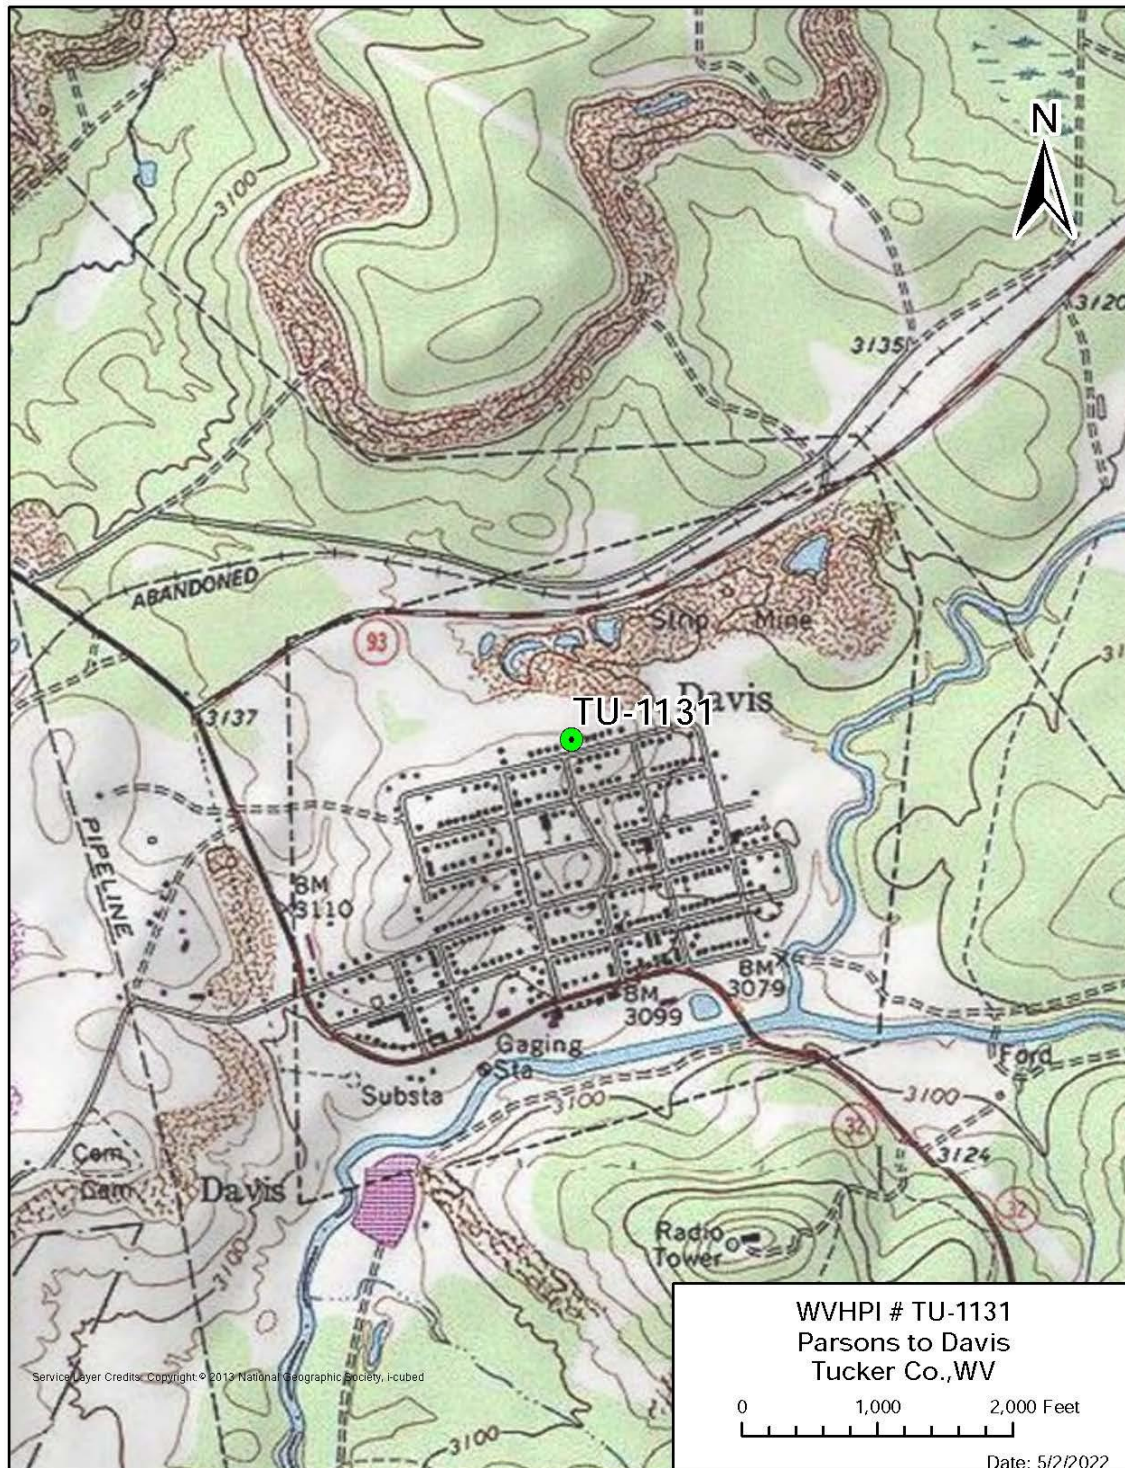 3100
N
3120
3135
ABANDONED
93
Strip Mine
Davis
TU-1131
3137
PIPELINE
BM
3110
BM
3079
BM
3099
Gaging
Sta
Substa
Ford
3100
3100
32
3124
Cem
Cem
Davis
32
3100
Radio
Tower
3100
WVHPI # TU-1131
Parsons to Davis
Tucker Co.,WV
0 1,000 2,000 Feet
Date: 5/2/2022
Service Layer Credits: Copyright:© 2013 National Geographic Society, i-cubed